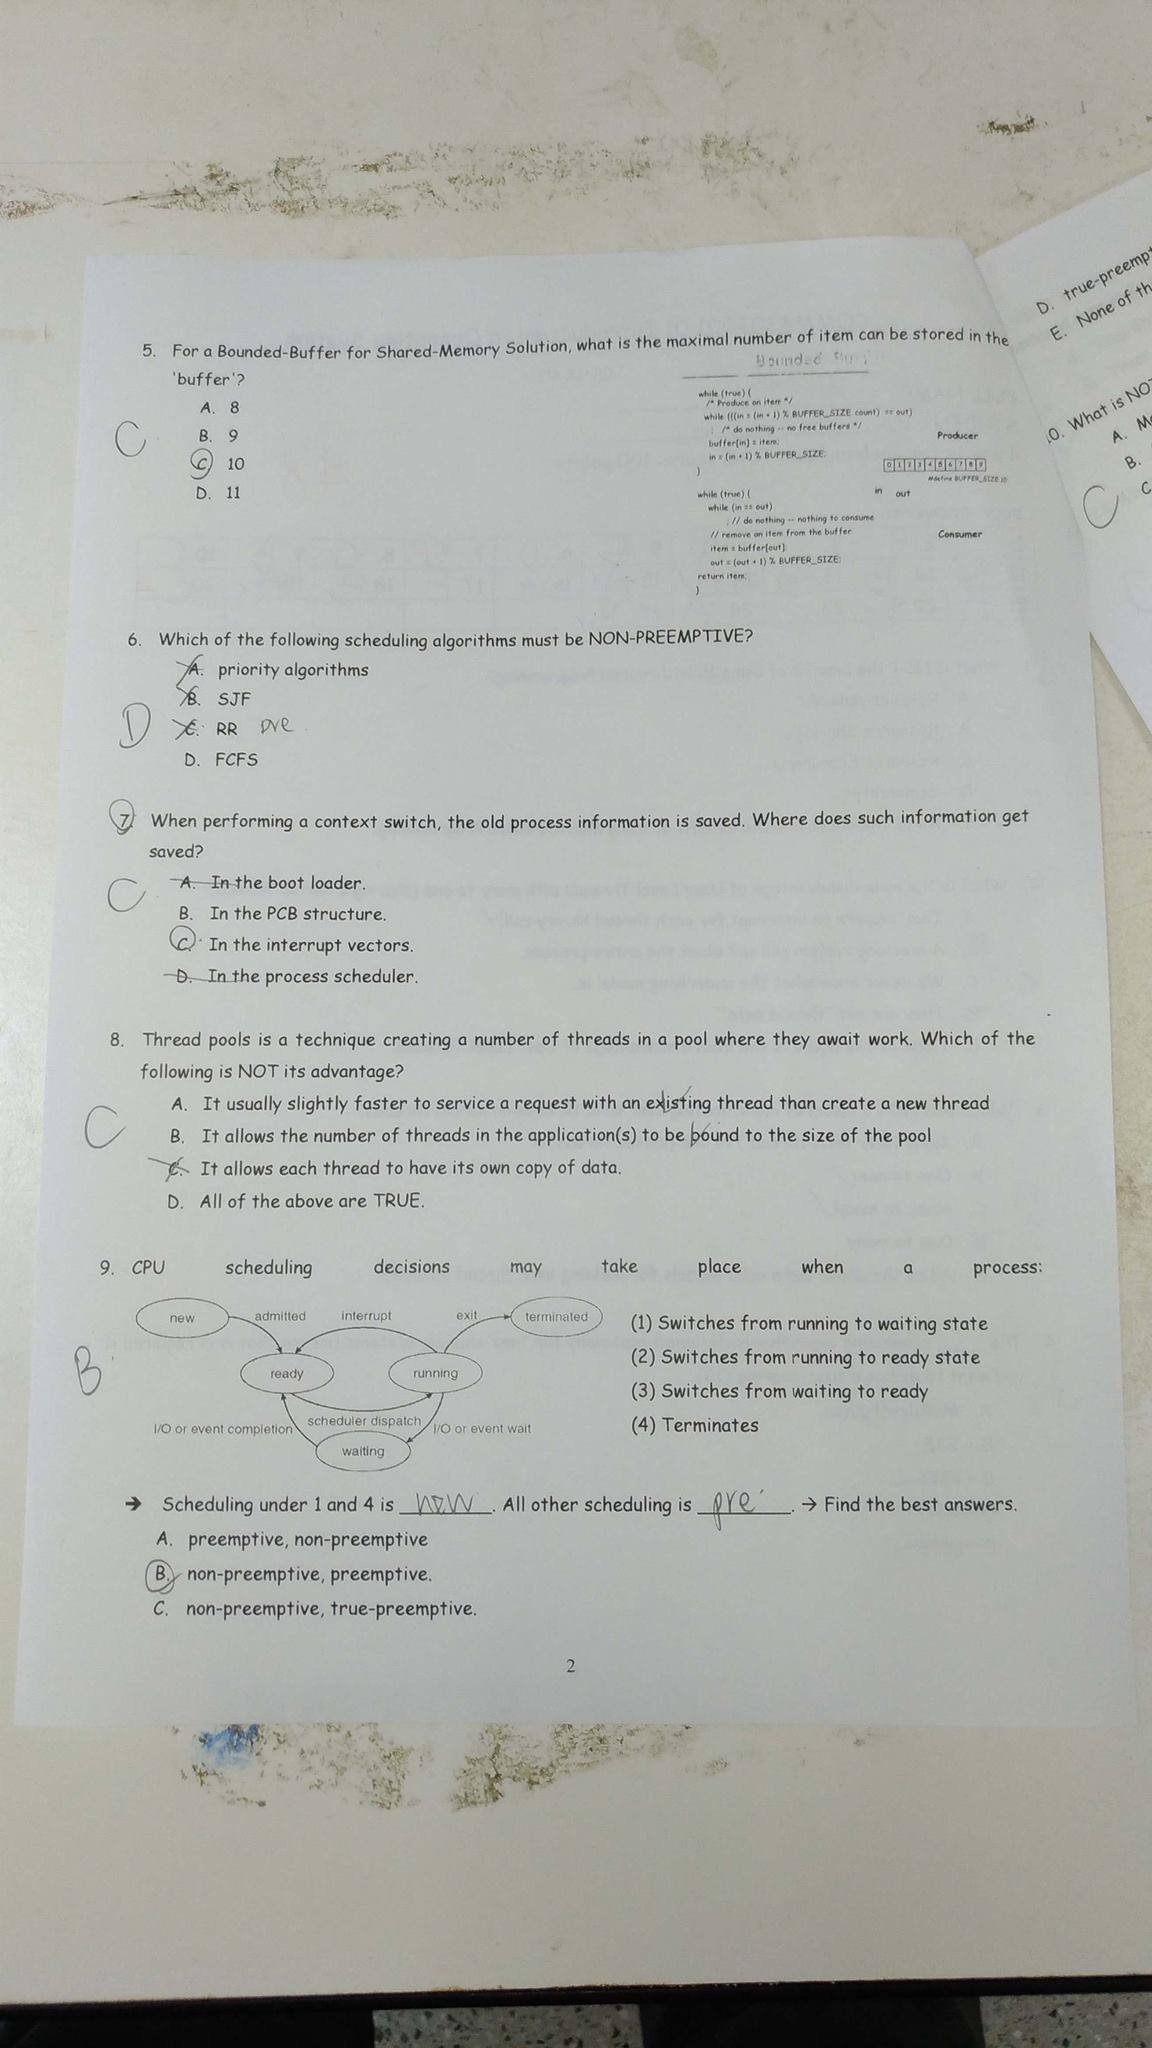 5. For a Bounded-Buffer for Shared-Memory Solution, what is the maximal number of item can be stored in the
'buffer'?
Bounded
A. 8
B. 9
C. 10
D. 11
C
while (true) {
/* Produce an item */
while (((in = (in + 1) % BUFFER_SIZE count) == out)
; /* do nothing -- no free buffers */
buffer[in] = item;
in = (in + 1) % BUFFER_SIZE;
}
Producer
0 1 2 3 4 5 6 7 8 9
#define BUFFER_SIZE 10
in out
while (true) {
while (in == out)
; // do nothing -- nothing to consume
// remove an item from the buffer
item = buffer[out];
out = (out + 1) % BUFFER_SIZE;
return item;
}
Consumer
6. Which of the following scheduling algorithms must be NON-PREEMPTIVE?
A. priority algorithms
B. SJF
C. RR pre
D. FCFS
D
7. When performing a context switch, the old process information is saved. Where does such information get
saved?
A. In the boot loader.
B. In the PCB structure.
C. In the interrupt vectors.
D. In the process scheduler.
C
8. Thread pools is a technique creating a number of threads in a pool where they await work. Which of the
following is NOT its advantage?
A. It usually slightly faster to service a request with an existing thread than create a new thread
B. It allows the number of threads in the application(s) to be bound to the size of the pool
C. It allows each thread to have its own copy of data.
D. All of the above are TRUE.
C
9. CPU scheduling decisions may take place when a process:
new admitted interrupt exit terminated
ready running
I/O or event completion scheduler dispatch I/O or event wait
waiting
(1) Switches from running to waiting state
(2) Switches from running to ready state
(3) Switches from waiting to ready
(4) Terminates
B
→ Scheduling under 1 and 4 is ______. All other scheduling is pre. → Find the best answers.
A. preemptive, non-preemptive
B. non-preemptive, preemptive.
C. non-preemptive, true-preemptive.
2
D. true-preemp
E. None of th
0. What is NO
A. M
B.
C
C